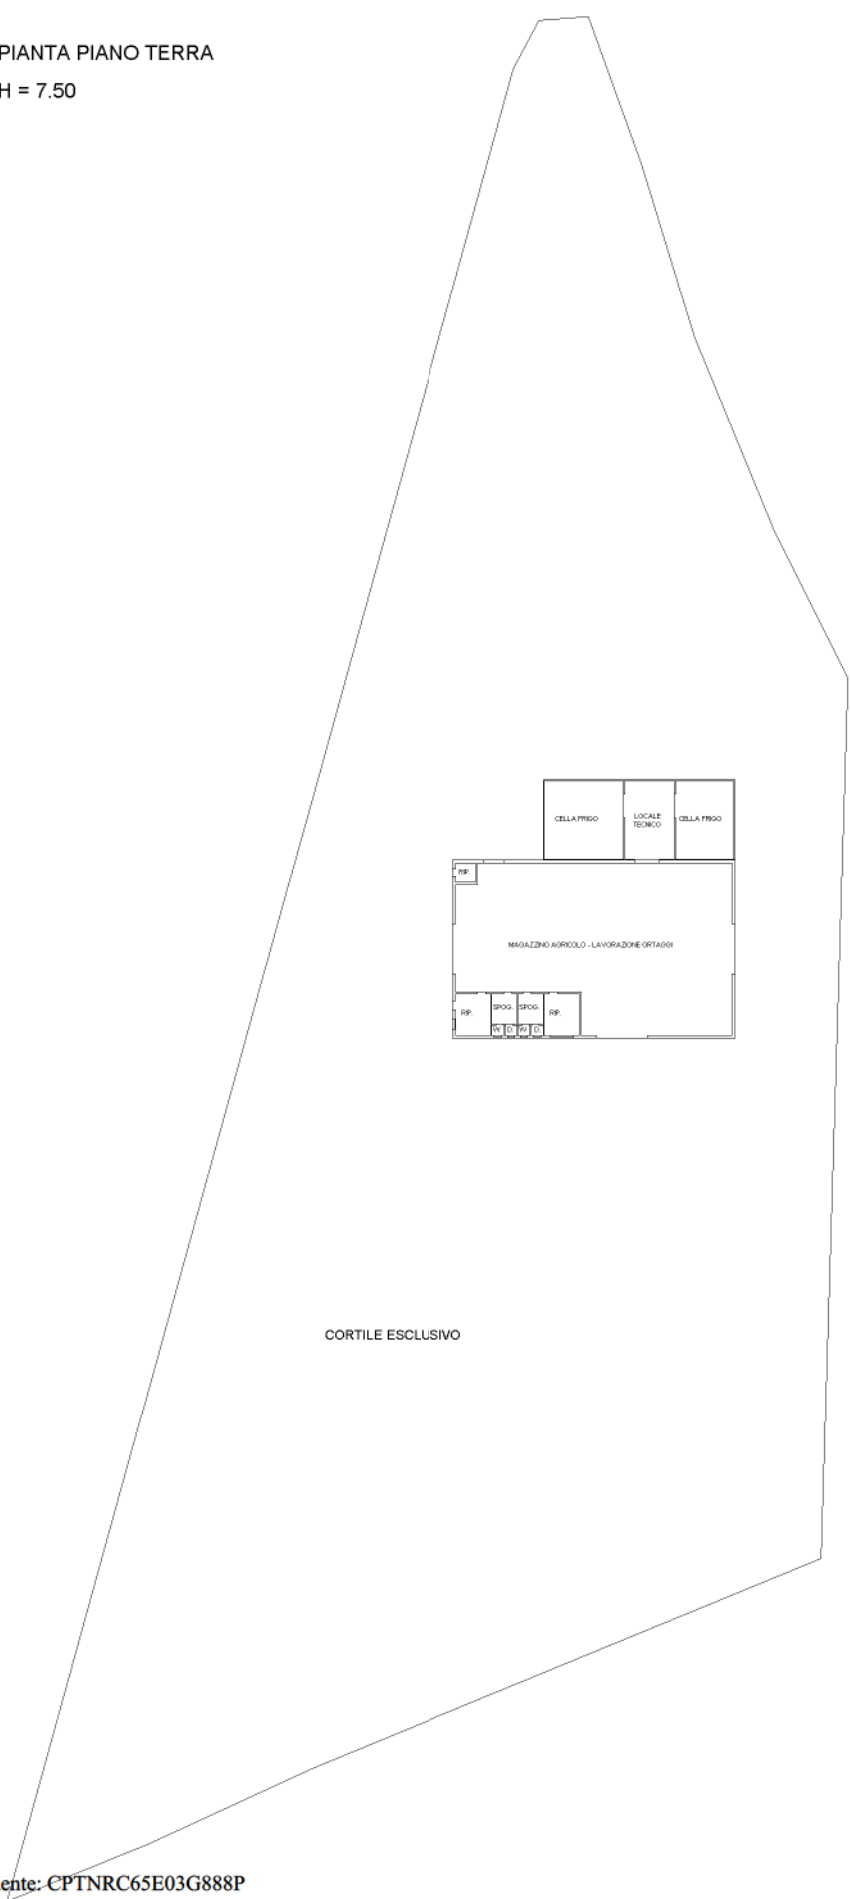 PIANTA PIANO TERRA
H = 7.50
CELLA FRIGO
LOCALE
TECNICO
CELLA FRIGO
RIP.
MAGAZZINO AGRICOLO - LAVORAZIONE ORTAGGI
RIP.
SPOG.
SPOG.
RIP.
W
D.
W
D.
CORTILE ESCLUSIVO
ente: CPTNRC65E03G888P